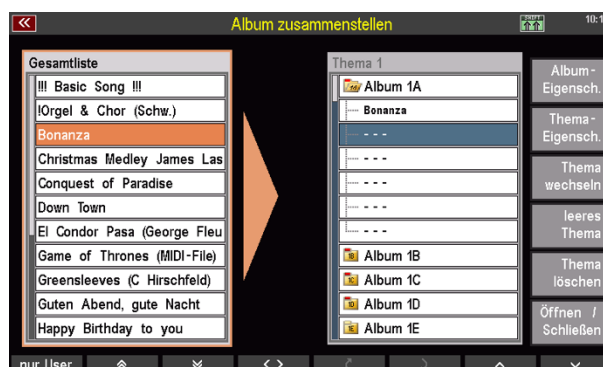 Album zusammenstellen
SHIFT
10:1
Gesamtliste
!!! Basic Song !!!
!Orgel & Chor (Schw.)
Bonanza
Christmas Medley James Las
Conquest of Paradise
Down Town
El Condor Pasa (George Fleu
Game of Thrones (MIDI-File)
Greensleeves (C Hirschfeld)
Guten Abend, gute Nacht
Happy Birthday to you
Thema 1
Album 1A
Bonanza
- - -
- - -
- - -
- - -
- - -
Album 1B
Album 1C
Album 1D
Album 1E
Album-
Eigensch.
Thema-
Eigensch.
Thema
wechseln
leeres
Thema
Thema
löschen
Öffnen /
Schließen
nur User